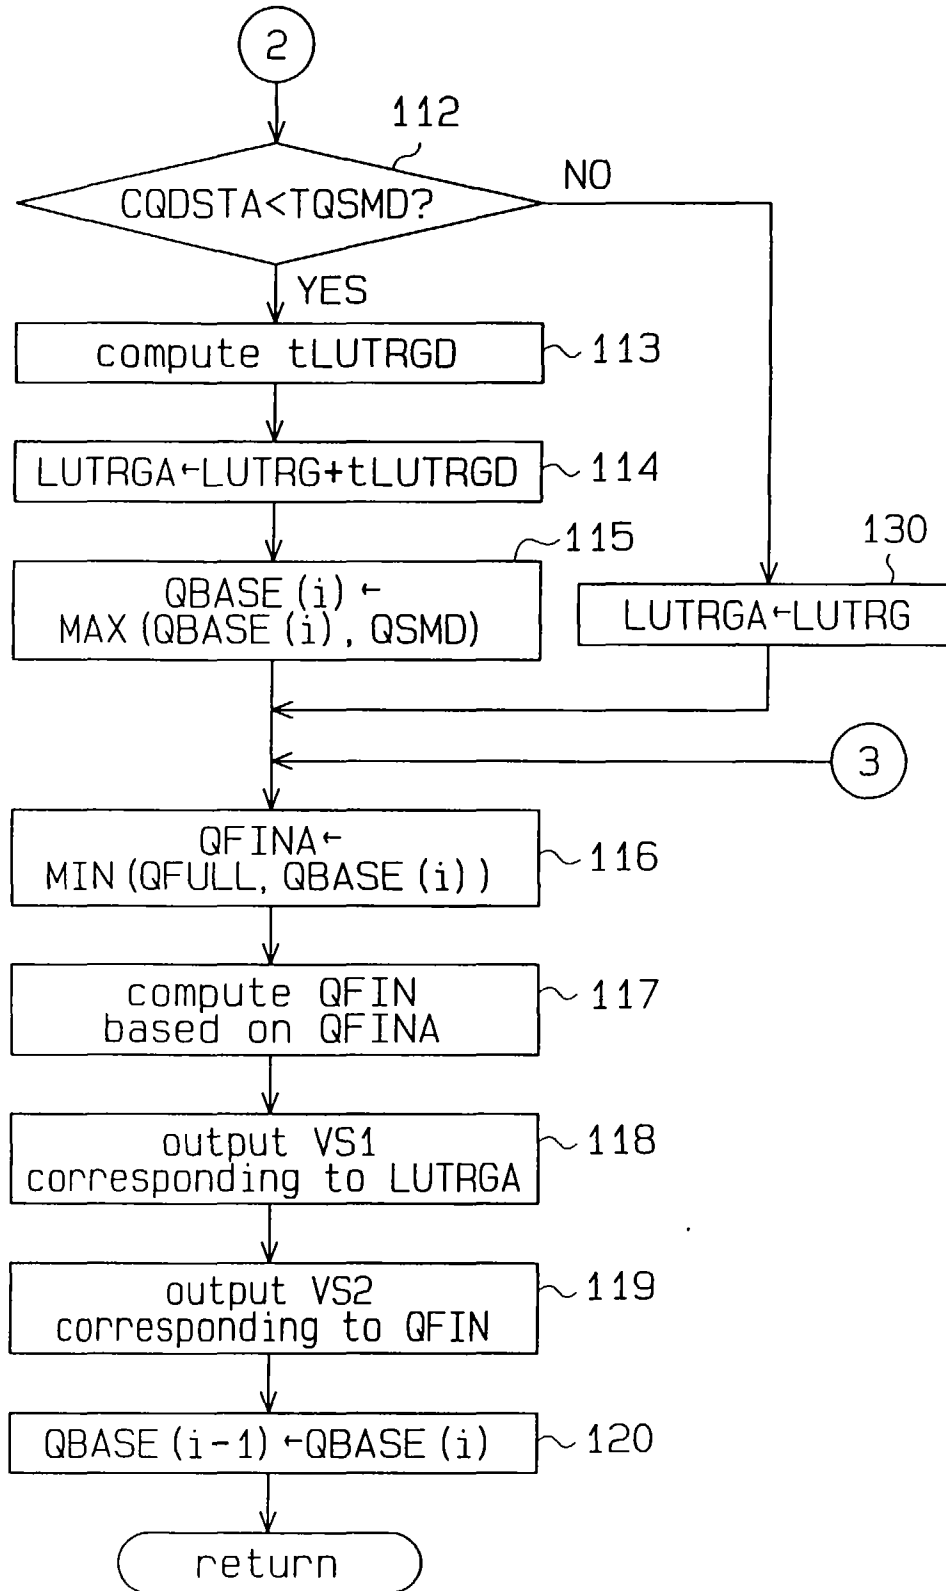 2
112
CQDSTA<TQSMD?
NO
YES
compute tLUTRGD
113
LUTRGA←LUTRG+tLUTRGD
114
115
QBASE(i)←
MAX(QBASE(i), QSMD)
130
LUTRGA←LUTRG
3
QFINA←
MIN(QFULL, QBASE(i))
116
compute QFIN
based on QFINA
117
output VS1
corresponding to LUTRGA
118
output VS2
corresponding to QFIN
119
QBASE(i-1)←QBASE(i)
120
return